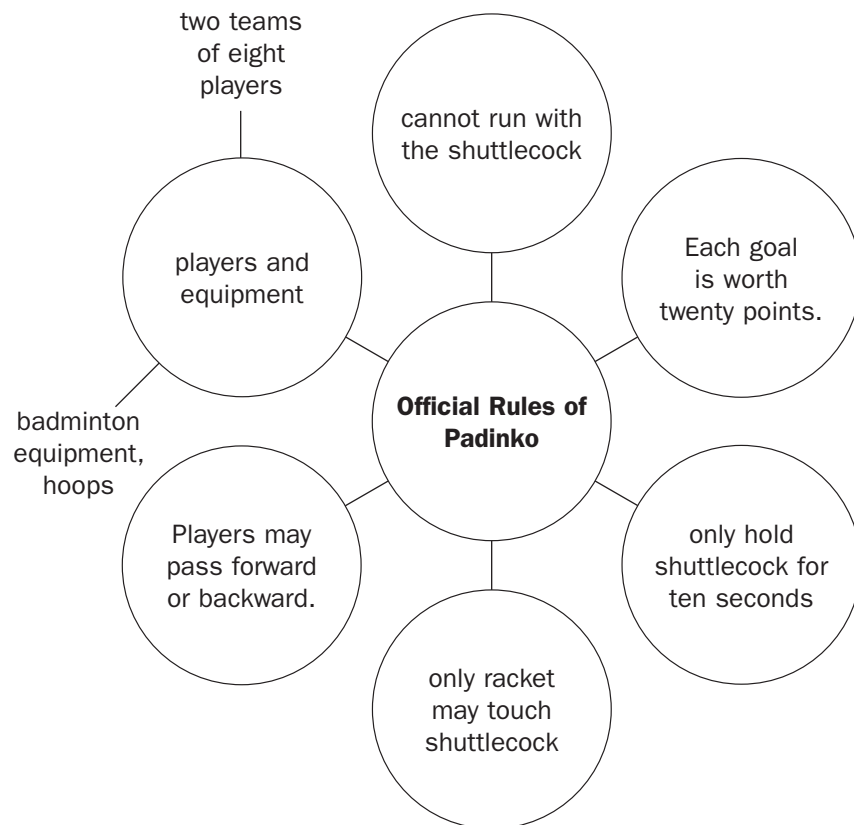 two teams
of eight
players
cannot run with
the shuttlecock
players and
equipment
Each goal
is worth
twenty points.
Official Rules of
Padinko
badminton
equipment,
hoops
Players may
pass forward
or backward.
only hold
shuttlecock for
ten seconds
only racket
may touch
shuttlecock